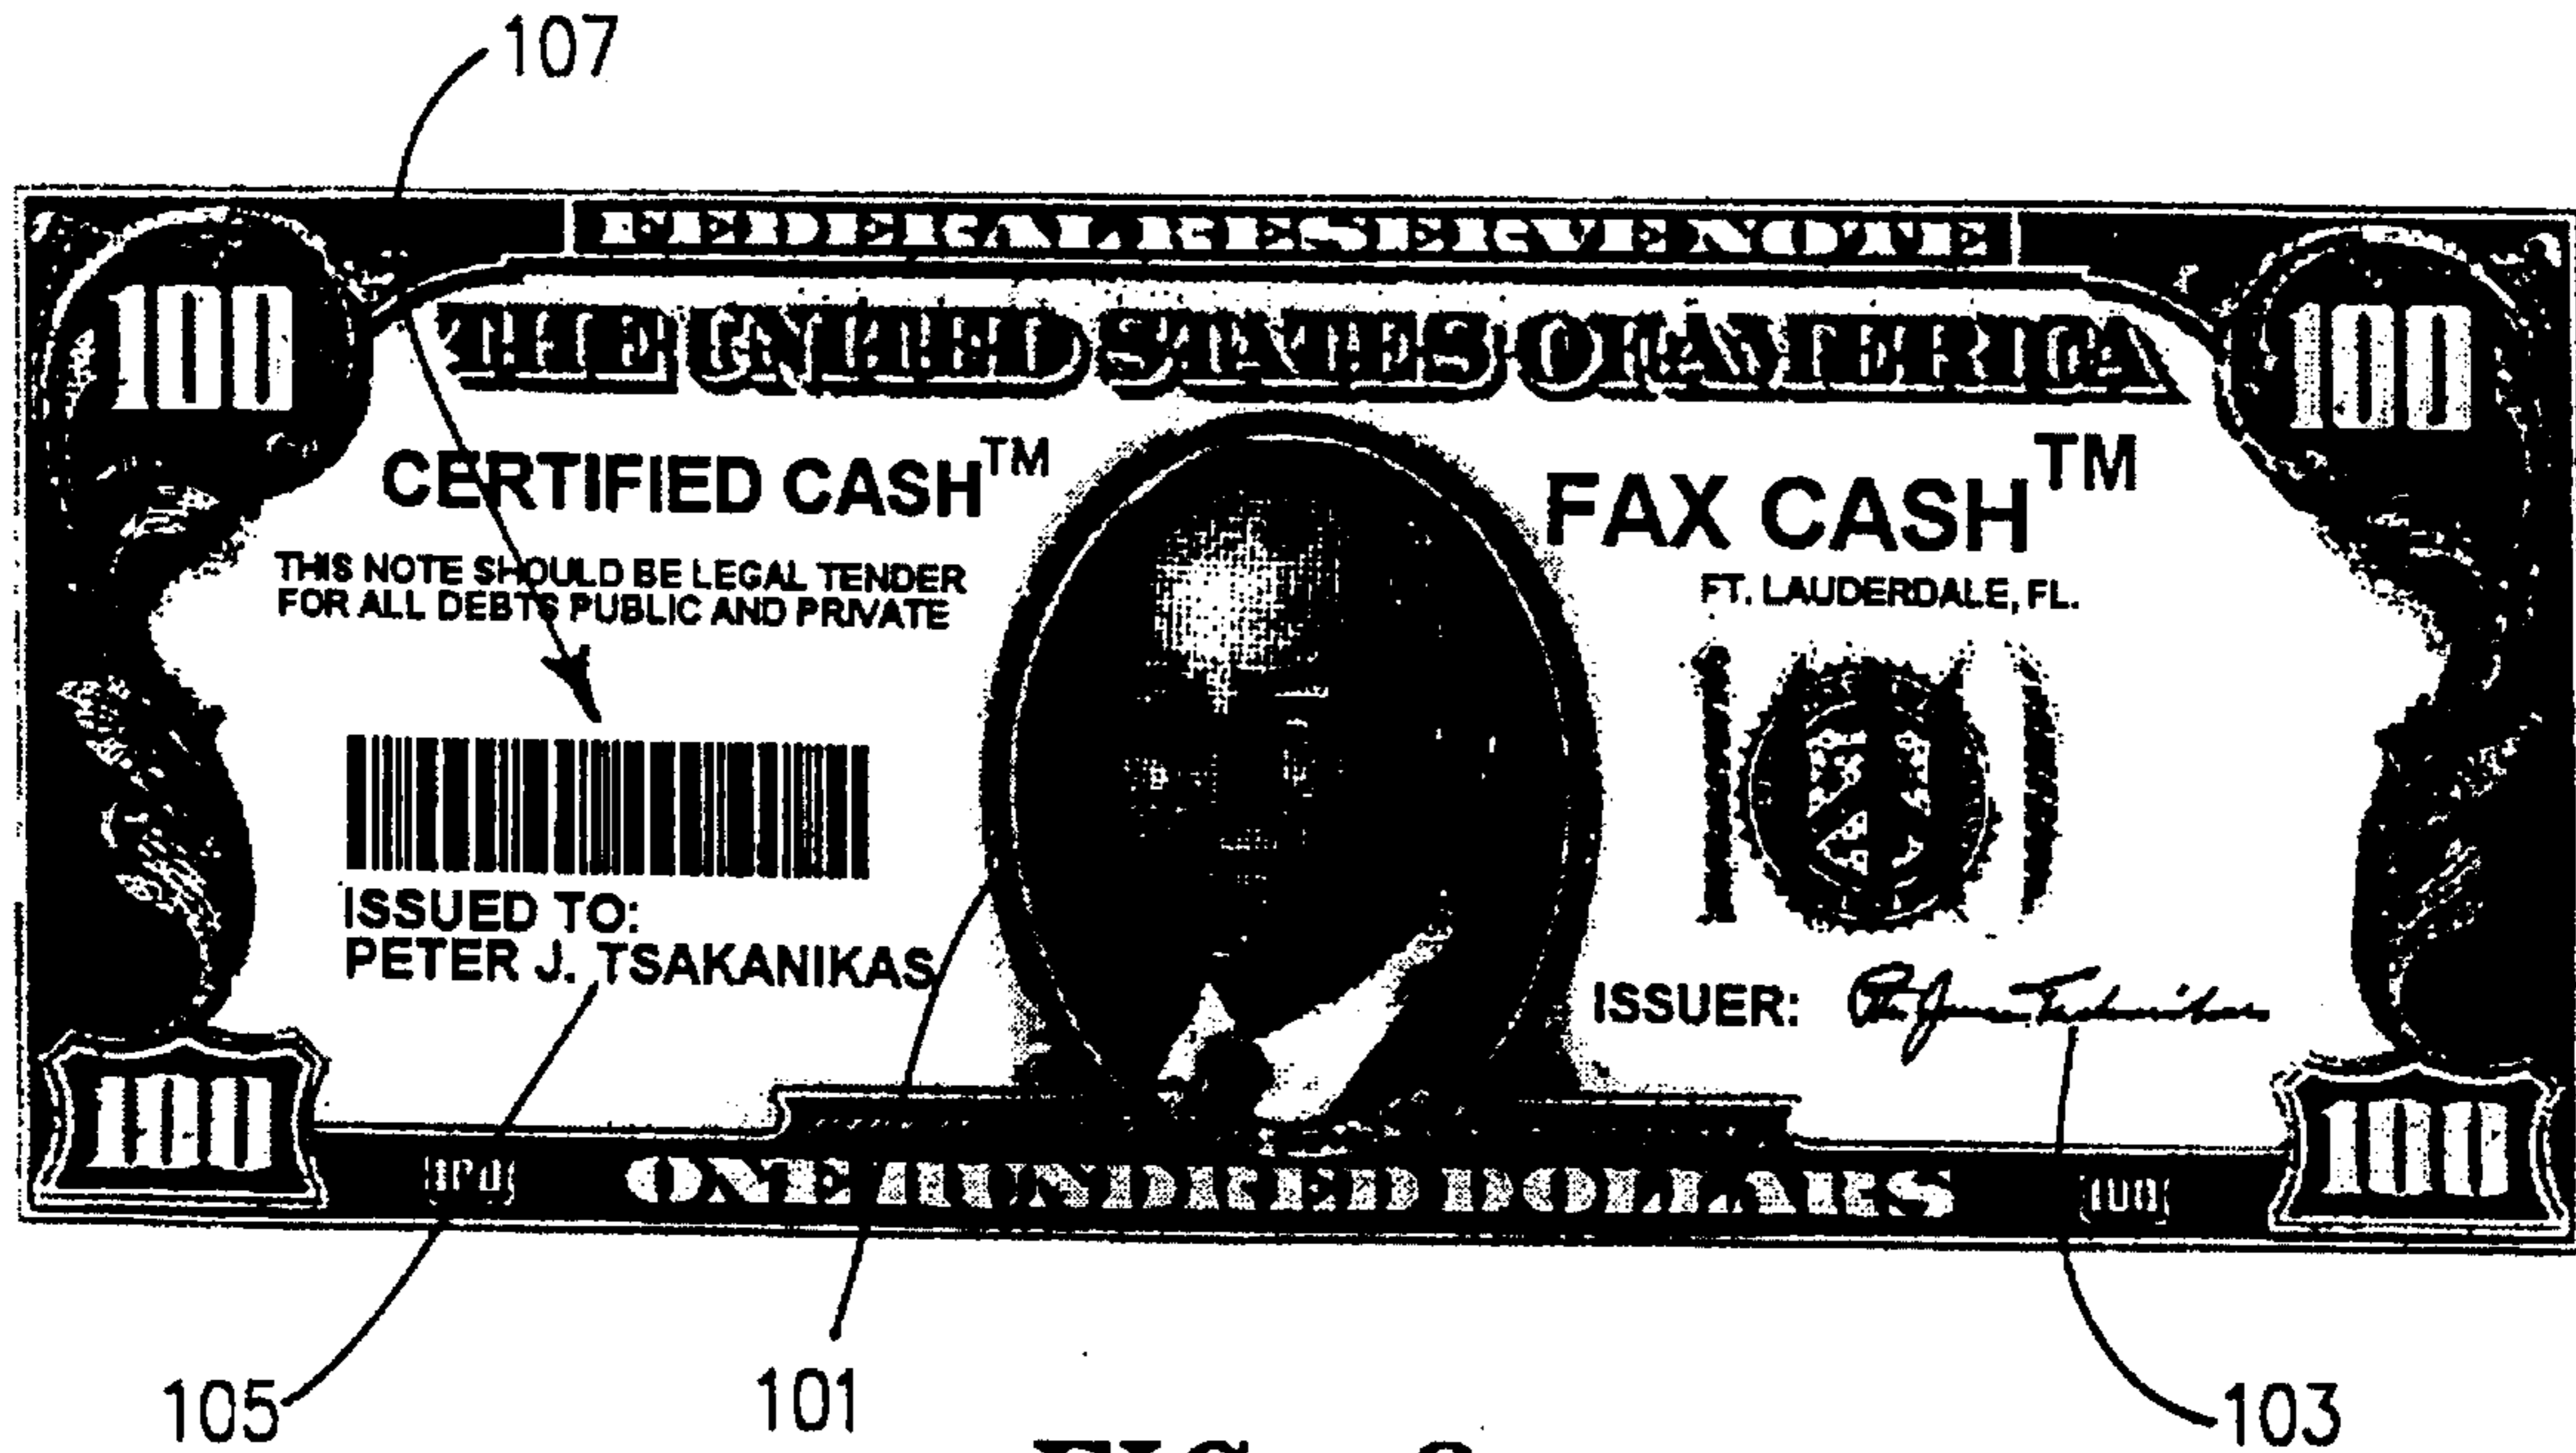 107
FEDERAL RESERVE NOTE
100
THE UNITED STATES OF AMERICA
100
CERTIFIED CASH™
FAX CASH™
THIS NOTE SHOULD BE LEGAL TENDER
FOR ALL DEBTS PUBLIC AND PRIVATE
FT. LAUDERDALE, FL.
ISSUED TO:
PETER J. TSAKANIKAS
ISSUER:
100
100
ONE HUNDRED DOLLARS
100
100
105
101
103